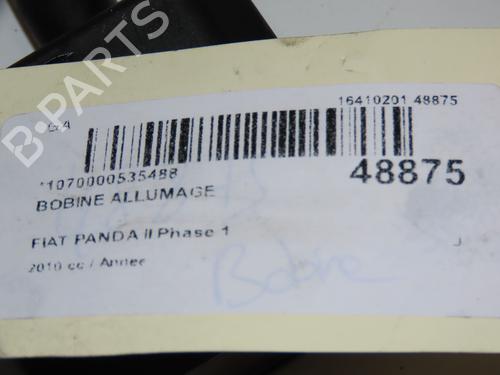 16410201 48875
*1070000535488
48875
BOBINE ALLUMAGE
FIAT PANDA II Phase 1
2010 cc / Annee
Bobine
B-PARTS